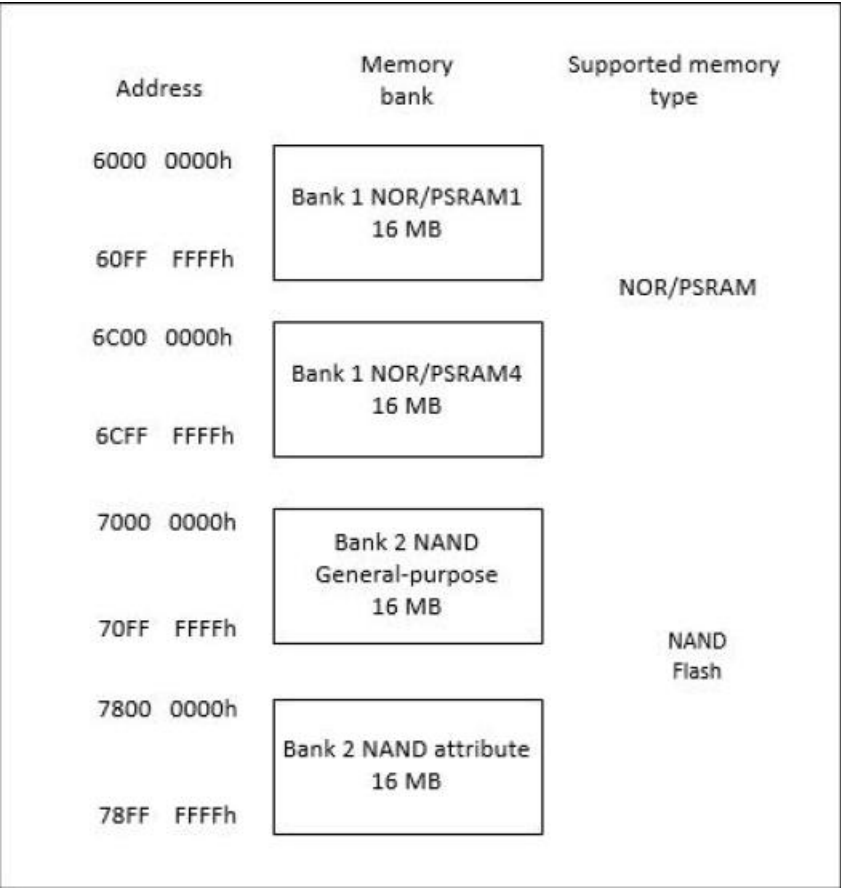 Address
Memory
bank
Supported memory
type
6000 0000h
Bank 1 NOR/PSRAM1
16 MB
60FF FFFFh
NOR/PSRAM
6C00 0000h
Bank 1 NOR/PSRAM4
16 MB
6CFF FFFFh
7000 0000h
Bank 2 NAND
General-purpose
16 MB
70FF FFFFh
NAND
Flash
7800 0000h
Bank 2 NAND attribute
16 MB
78FF FFFFh